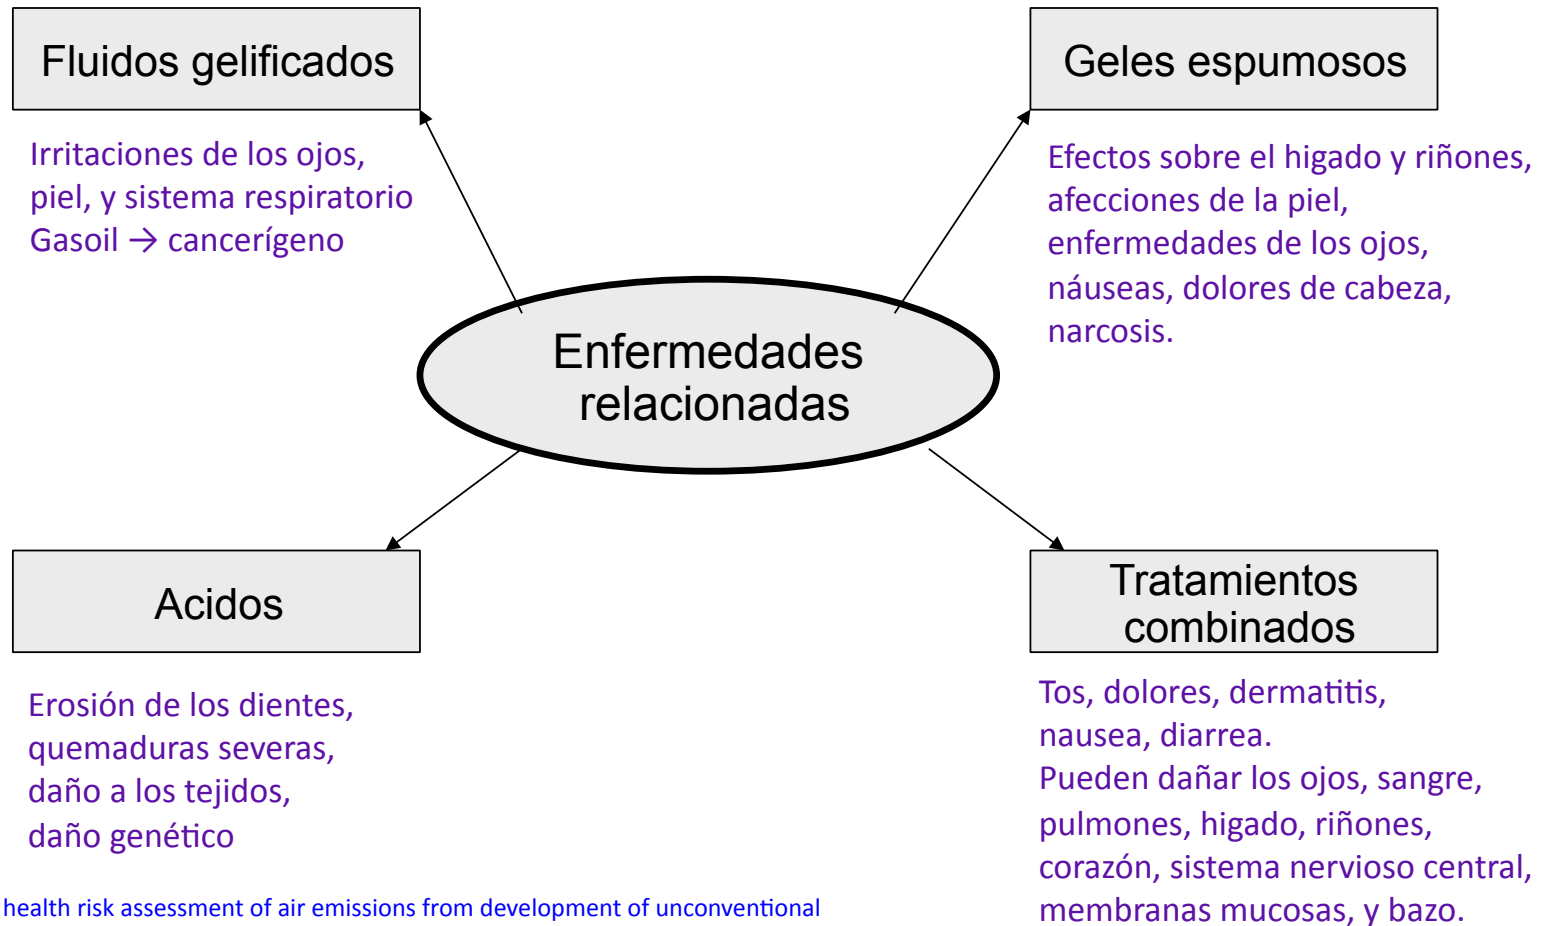 Fluidos gelificados
Irritaciones de los ojos,
piel, y sistema respiratorio
Gasoil → cancerígeno
Geles espumosos
Efectos sobre el higado y riñones,
afecciones de la piel,
enfermedades de los ojos,
náuseas, dolores de cabeza,
narcosis.
Enfermedades
relacionadas
Acidos
Erosión de los dientes,
quemaduras severas,
daño a los tejidos,
daño genético
Tratamientos
combinados
Tos, dolores, dermatitis,
nausea, diarrea.
Pueden dañar los ojos, sangre,
pulmones, higado, riñones,
corazón, sistema nervioso central,
membranas mucosas, y bazo.
health risk assessment of air emissions from development of unconventional